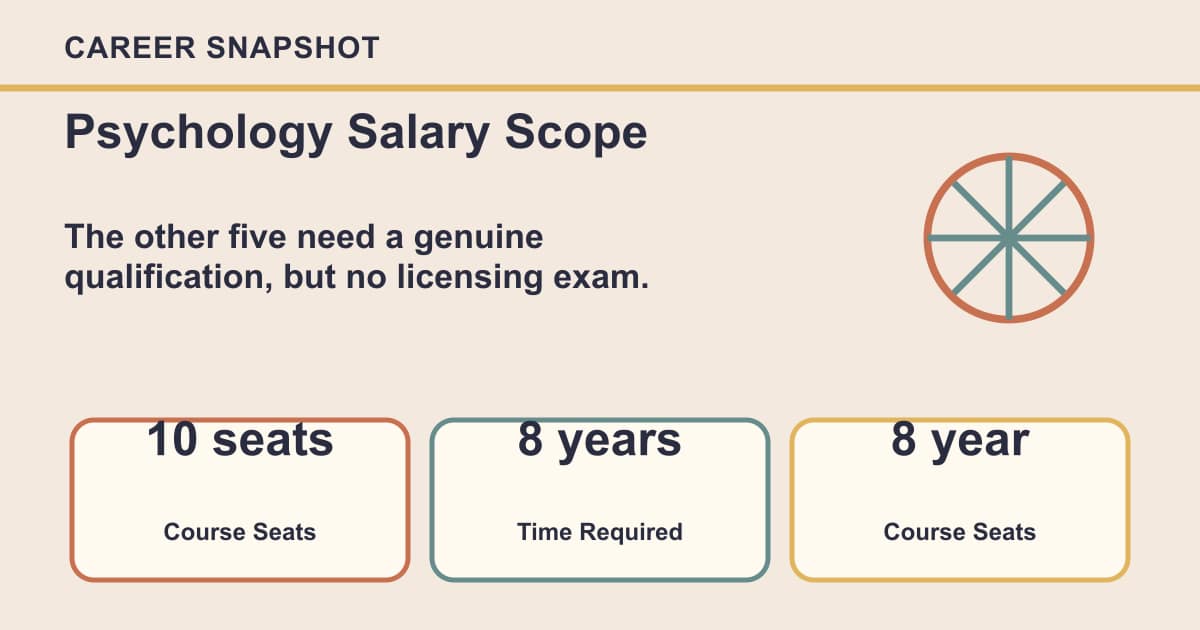 CAREER SNAPSHOT
Psychology Salary Scope
The other five need a genuine
qualification, but no licensing exam.
10 seats
Course Seats
8 years
Time Required
8 year
Course Seats